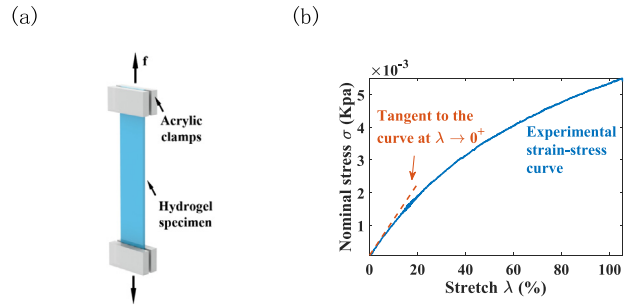 (a)
f
Acrylic
clamps
Hydrogel
specimen
(b)
×10⁻³
Nominal stress σ (Kpa)
5
4
3
2
1
Tangent to the
curve at λ → 0⁺
Experimental
strain-stress
curve
0 20 40 60 80 100
Stretch λ (%)